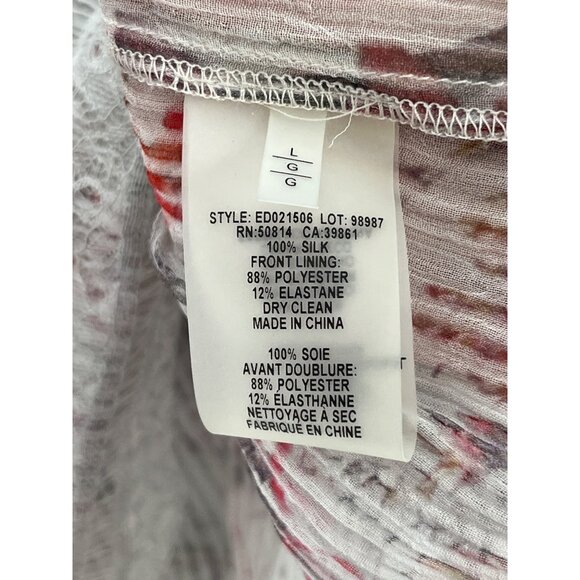 L
G
G
STYLE: ED021506 LOT: 98987
RN:50814 CA:39861
100% SILK
FRONT LINING:
88% POLYESTER
12% ELASTANE
DRY CLEAN
MADE IN CHINA
100% SOIE
AVANT DOUBLURE:
88% POLYESTER
12% ÉLASTHANNE
NETTOYAGE À SEC
FABRIQUÉ EN CHINE